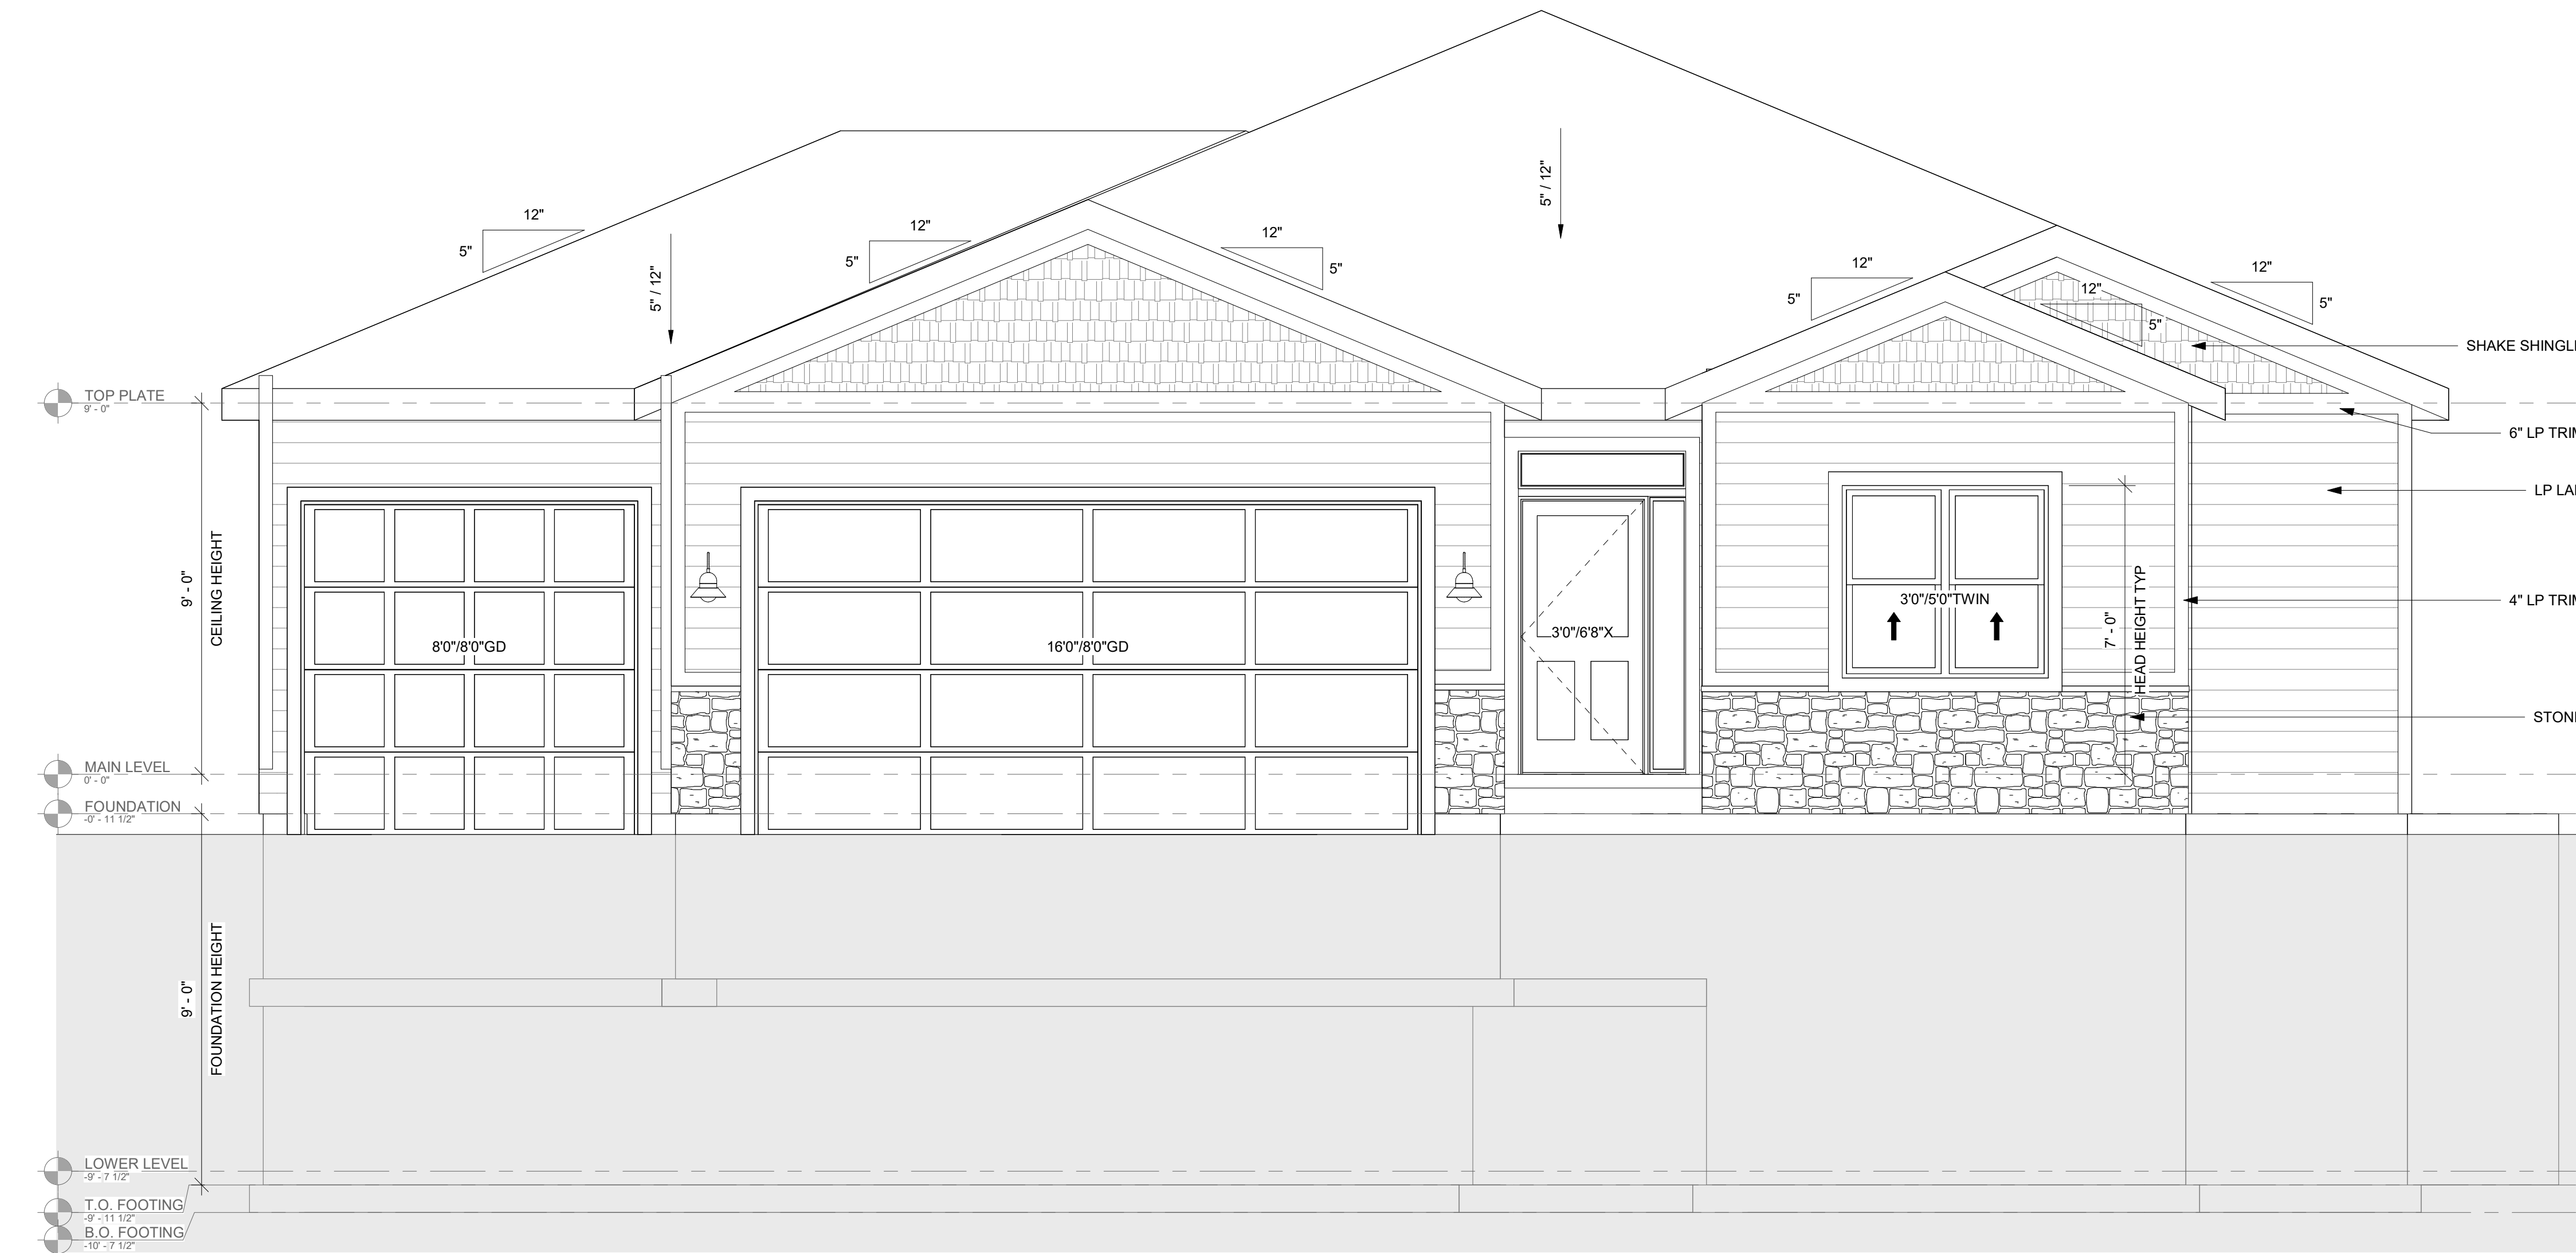 12"
5"
5" / 12"
12"
5"
12"
5"
5" / 12"
12"
5"
12"
5"
12"
5"
SHAKE SHINGL
TOP PLATE
9' - 0"
6" LP TRI
LP LA
9' - 0"
CEILING HEIGHT
8'0"/8'0"GD
16'0"/8'0"GD
3'0"/6'8"X
3'0"/5'0"TWIN
7' - 0"
HEAD HEIGHT TYP
4" LP TRI
STON
MAIN LEVEL
0' - 0"
FOUNDATION
-0' - 11 1/2"
9' - 0"
FOUNDATION HEIGHT
LOWER LEVEL
-9' - 7 1/2"
T.O. FOOTING
-9' - 11 1/2"
B.O. FOOTING
-10' - 7 1/2"